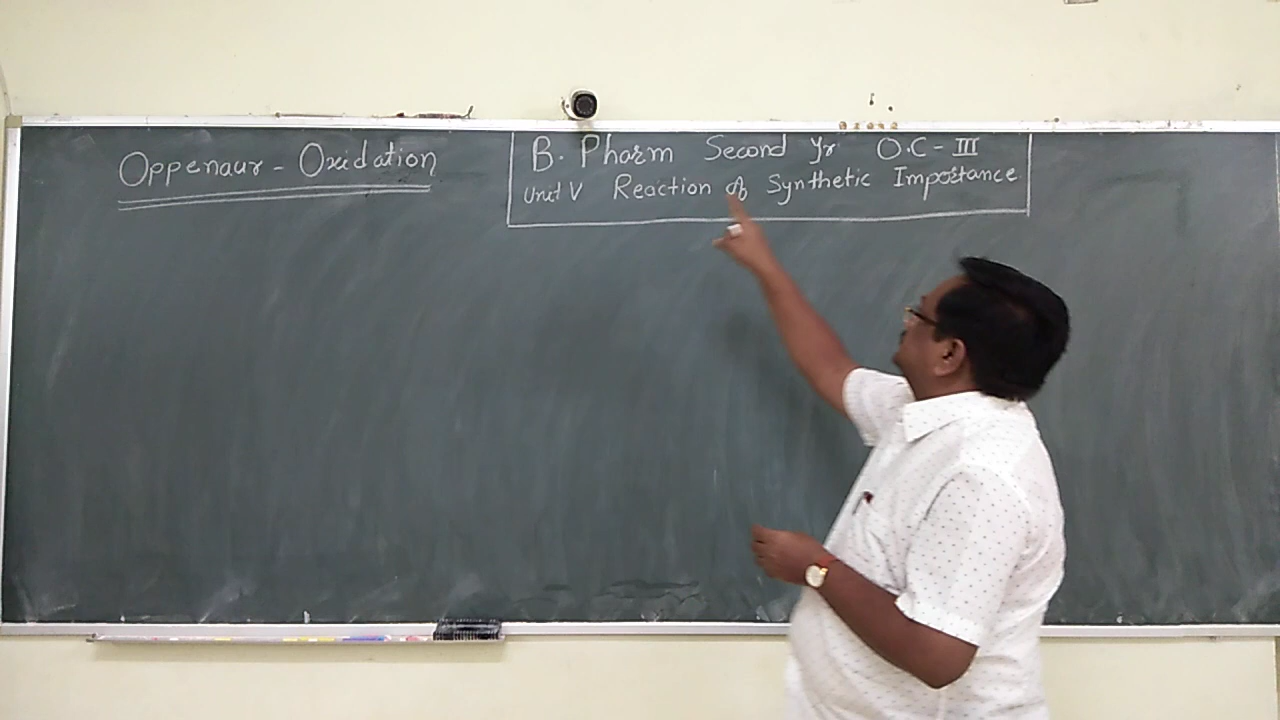 Oppenaur - Oxidation
B. Pharm Second Yr O.C - III
Unit V Reaction of Synthetic Importance